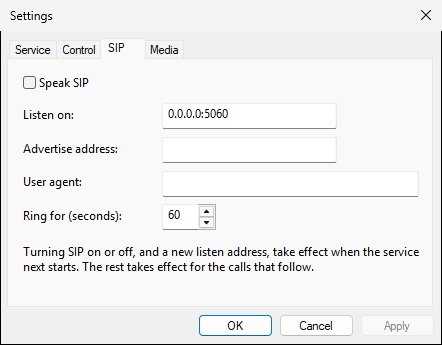 Settings
Service Control SIP Media
Speak SIP
Listen on: 0.0.0.0:5060
Advertise address:
User agent:
Ring for (seconds): 60
Turning SIP on or off, and a new listen address, take effect when the service
next starts. The rest takes effect for the calls that follow.
OK Cancel Apply